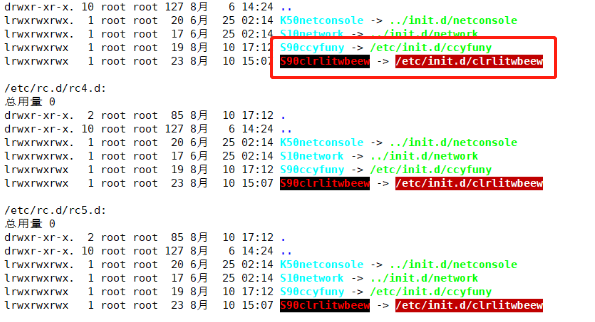 drwxr-xr-x. 10 root root 127 8月   6 14:24 ..
lrwxrwxrwx.  1 root root  20 6月  25 02:14 K50netconsole -> ../init.d/netconsole
lrwxrwxrwx.  1 root root  17 6月  25 02:14 S10network -> ../init.d/network
lrwxrwxrwx   1 root root  19 8月  10 17:12 S90ccyfuny -> /etc/init.d/ccyfuny
lrwxrwxrwx   1 root root  23 8月  10 15:07 S90clrlitwbeew -> /etc/init.d/clrlitwbeew

/etc/rc.d/rc4.d:
总用量 0
drwxr-xr-x.  2 root root  85 8月  10 17:12 .
drwxr-xr-x. 10 root root 127 8月   6 14:24 ..
lrwxrwxrwx.  1 root root  20 6月  25 02:14 K50netconsole -> ../init.d/netconsole
lrwxrwxrwx.  1 root root  17 6月  25 02:14 S10network -> ../init.d/network
lrwxrwxrwx   1 root root  19 8月  10 17:12 S90ccyfuny -> /etc/init.d/ccyfuny
lrwxrwxrwx   1 root root  23 8月  10 15:07 S90clrlitwbeew -> /etc/init.d/clrlitwbeew

/etc/rc.d/rc5.d:
总用量 0
drwxr-xr-x.  2 root root  85 8月  10 17:12 .
drwxr-xr-x. 10 root root 127 8月   6 14:24 ..
lrwxrwxrwx.  1 root root  20 6月  25 02:14 K50netconsole -> ../init.d/netconsole
lrwxrwxrwx.  1 root root  17 6月  25 02:14 S10network -> ../init.d/network
lrwxrwxrwx   1 root root  19 8月  10 17:12 S90ccyfuny -> /etc/init.d/ccyfuny
lrwxrwxrwx   1 root root  23 8月  10 15:07 S90clrlitwbeew -> /etc/init.d/clrlitwbeew